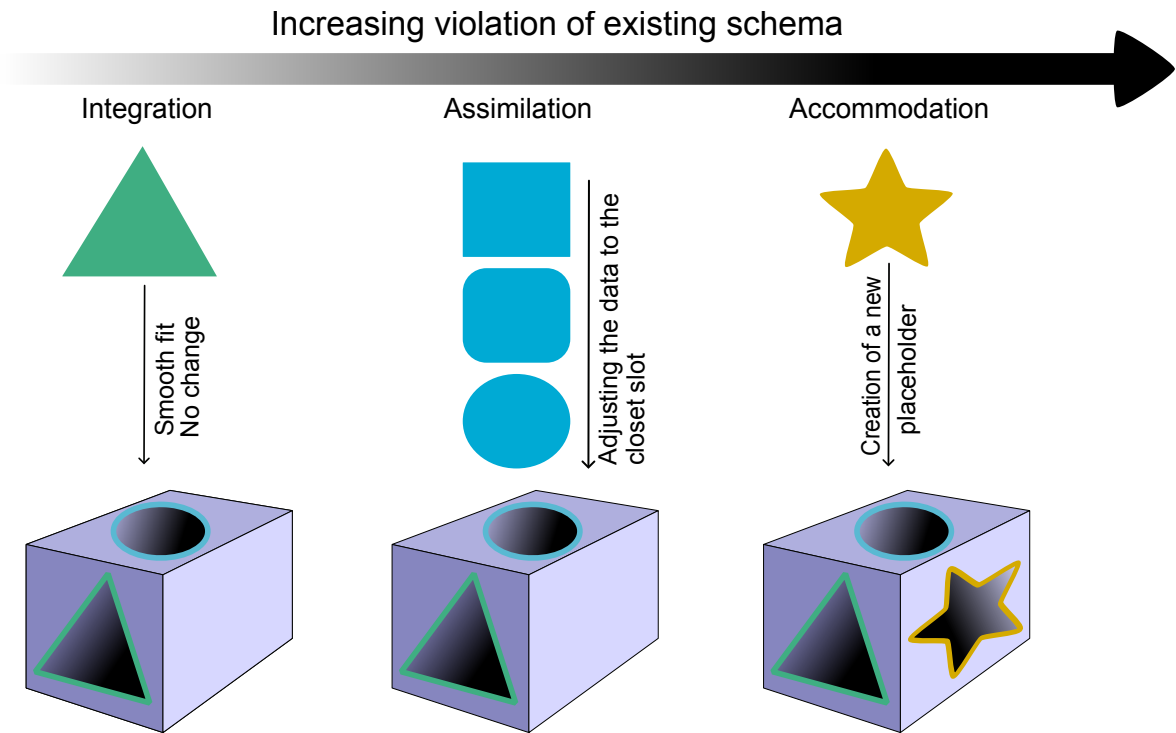 Increasing violation of existing schema
Integration
Assimilation
Accommodation
Smooth fit
No change
Adjusting the data to the
closet slot
Creation of a new
placeholder